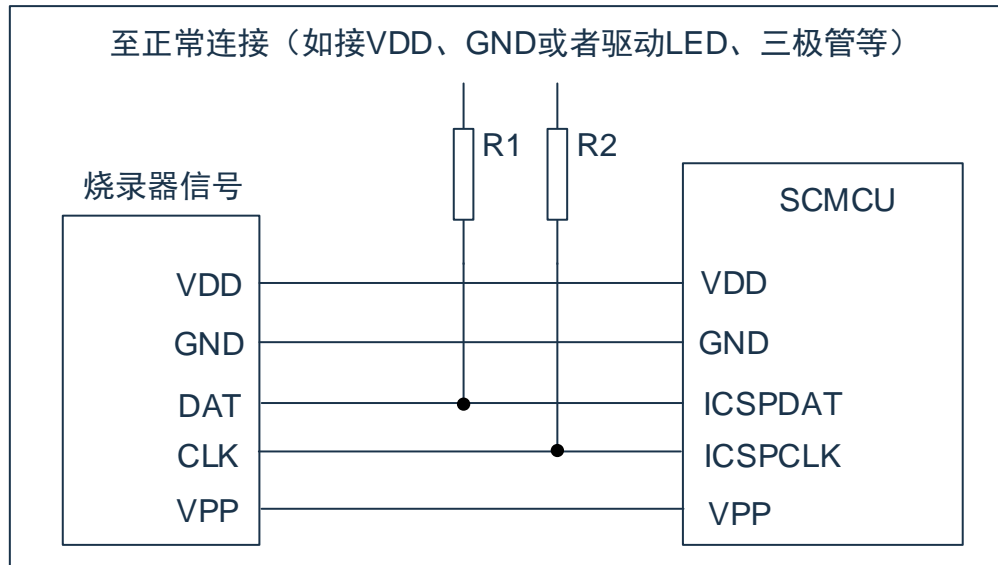 至正常连接（如接VDD、GND或者驱动LED、三极管等）
R1
R2
烧录器信号
SCMCU
VDD
VDD
GND
GND
DAT
ICSPDAT
CLK
ICSPCLK
VPP
VPP